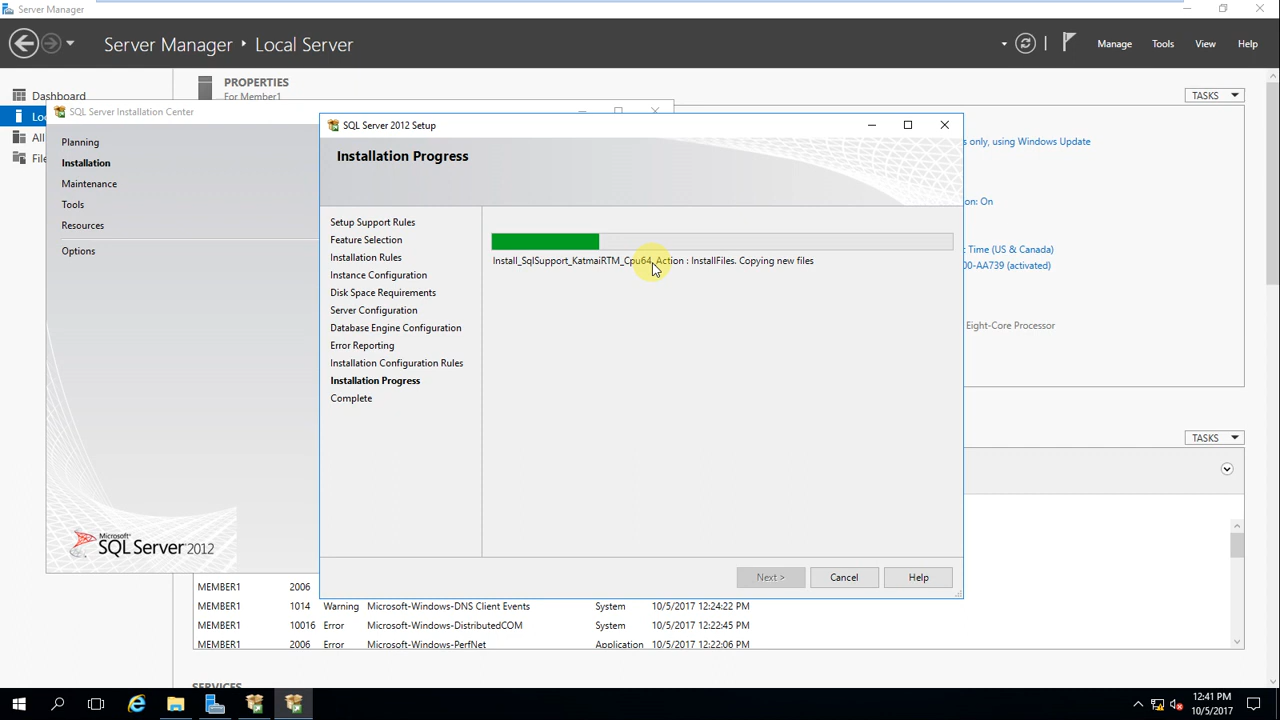 Server Manager
Server Manager ‣ Local Server
Manage
Tools
View
Help
Dashboard
Lo
All
File
PROPERTIES
For Member1
TASKS
s only, using Windows Update
on: On
t Time (US & Canada)
00-AA739 (activated)
Eight-Core Processor
SQL Server Installation Center
Planning
Installation
Maintenance
Tools
Resources
Options
Microsoft
SQL Server 2012
SQL Server 2012 Setup
Installation Progress
Setup Support Rules
Feature Selection
Installation Rules
Instance Configuration
Disk Space Requirements
Server Configuration
Database Engine Configuration
Error Reporting
Installation Configuration Rules
Installation Progress
Complete
Install_SqlSupport_KatmaiRTM_Cpu64_Action : InstallFiles. Copying new files
Next >
Cancel
Help
TASKS
MEMBER1 2006
MEMBER1 1014 Warning Microsoft-Windows-DNS Client Events System 10/5/2017 12:24:22 PM
MEMBER1 10016 Error Microsoft-Windows-DistributedCOM System 10/5/2017 12:22:45 PM
MEMBER1 2006 Error Microsoft-Windows-PerfNet Application 10/5/2017 12:22:06 PM
SERVICES
12:41 PM
10/5/2017